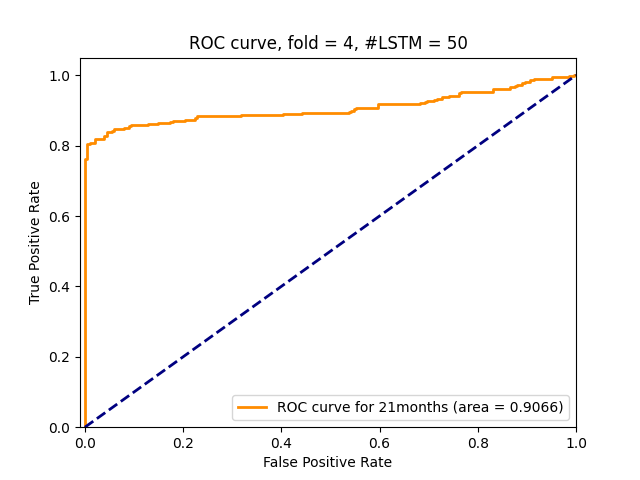 ROC curve, fold = 4, #LSTM = 50
True Positive Rate
1.0
0.8
0.6
0.4
0.2
0.0
ROC curve for 21months (area = 0.9066)
0.0 0.2 0.4 0.6 0.8 1.0
False Positive Rate